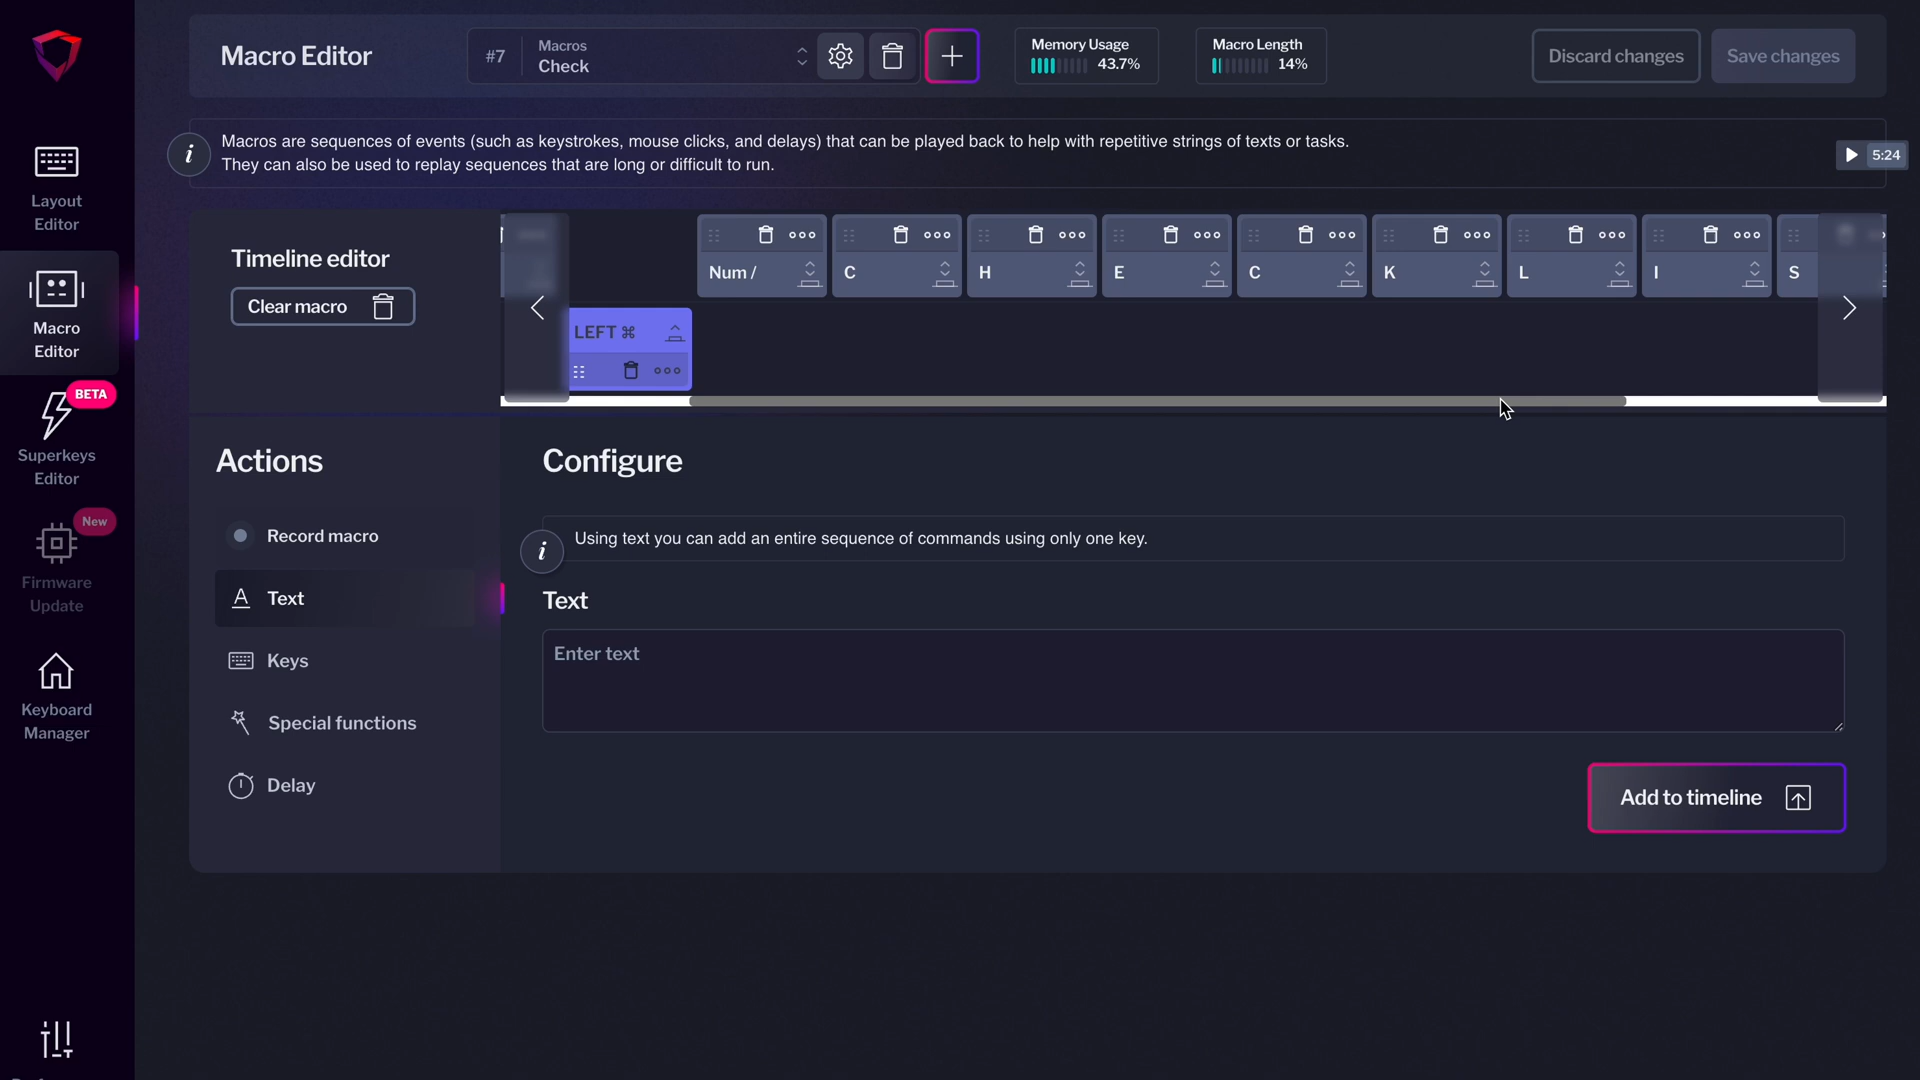 Macro Editor
#7
Macros
Check
Memory Usage
43.7%
Macro Length
14%
Discard changes
Save changes
Macros are sequences of events (such as keystrokes, mouse clicks, and delays) that can be played back to help with repetitive strings of texts or tasks.
They can also be used to replay sequences that are long or difficult to run.
5:24
Layout
Editor
Macro
Editor
BETA
Superkeys
Editor
New
Firmware
Update
Keyboard
Manager
Timeline editor
Clear macro
Num /
C
H
E
C
K
L
I
S
LEFT ⌘
Actions
Record macro
Text
Keys
Special functions
Delay
Configure
Using text you can add an entire sequence of commands using only one key.
Text
Enter text
Add to timeline